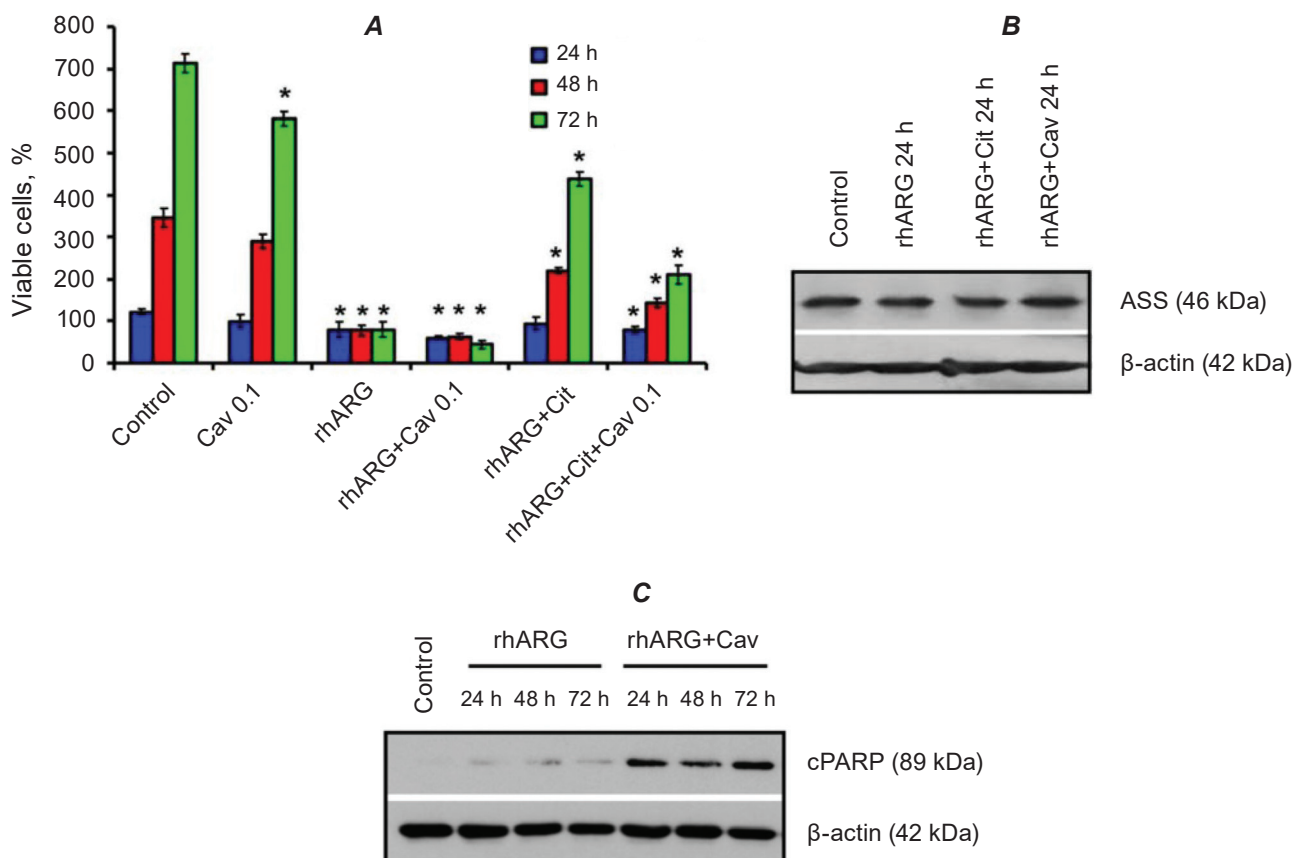 A
800
700
600
500
400
300
200
100
0
Viable cells, %
24 h
48 h
72 h
*
*
*
*
*
*
*
*
*
*
*
*
Control
Cav 0.1
rhARG
rhARG+Cav 0.1
rhARG+Cit
rhARG+Cit+Cav 0.1
B
Control
rhARG 24 h
rhARG+Cit 24 h
rhARG+Cav 24 h
ASS (46 kDa)
β-actin (42 kDa)
C
Control
rhARG
rhARG+Cav
24 h 48 h 72 h 24 h 48 h 72 h
cPARP (89 kDa)
β-actin (42 kDa)